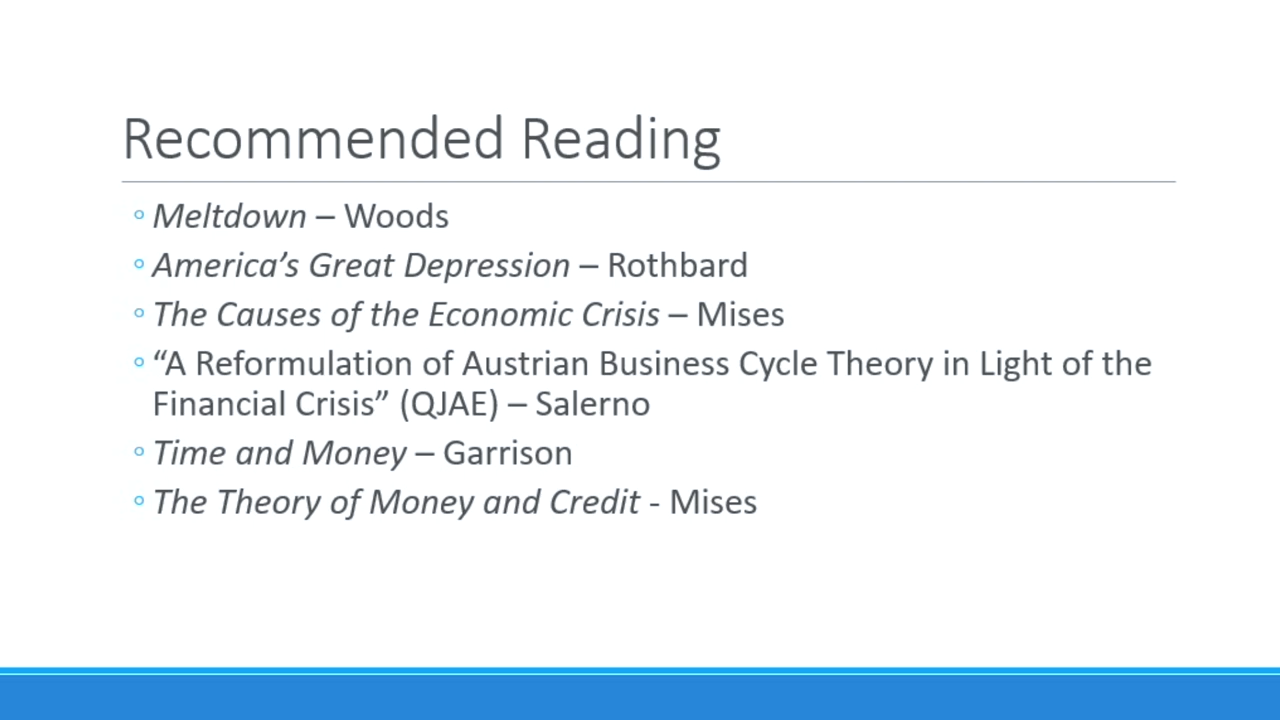 Recommended Reading
◦ Meltdown – Woods
◦ America’s Great Depression – Rothbard
◦ The Causes of the Economic Crisis – Mises
◦ “A Reformulation of Austrian Business Cycle Theory in Light of the
Financial Crisis” (QJAE) – Salerno
◦ Time and Money – Garrison
◦ The Theory of Money and Credit - Mises